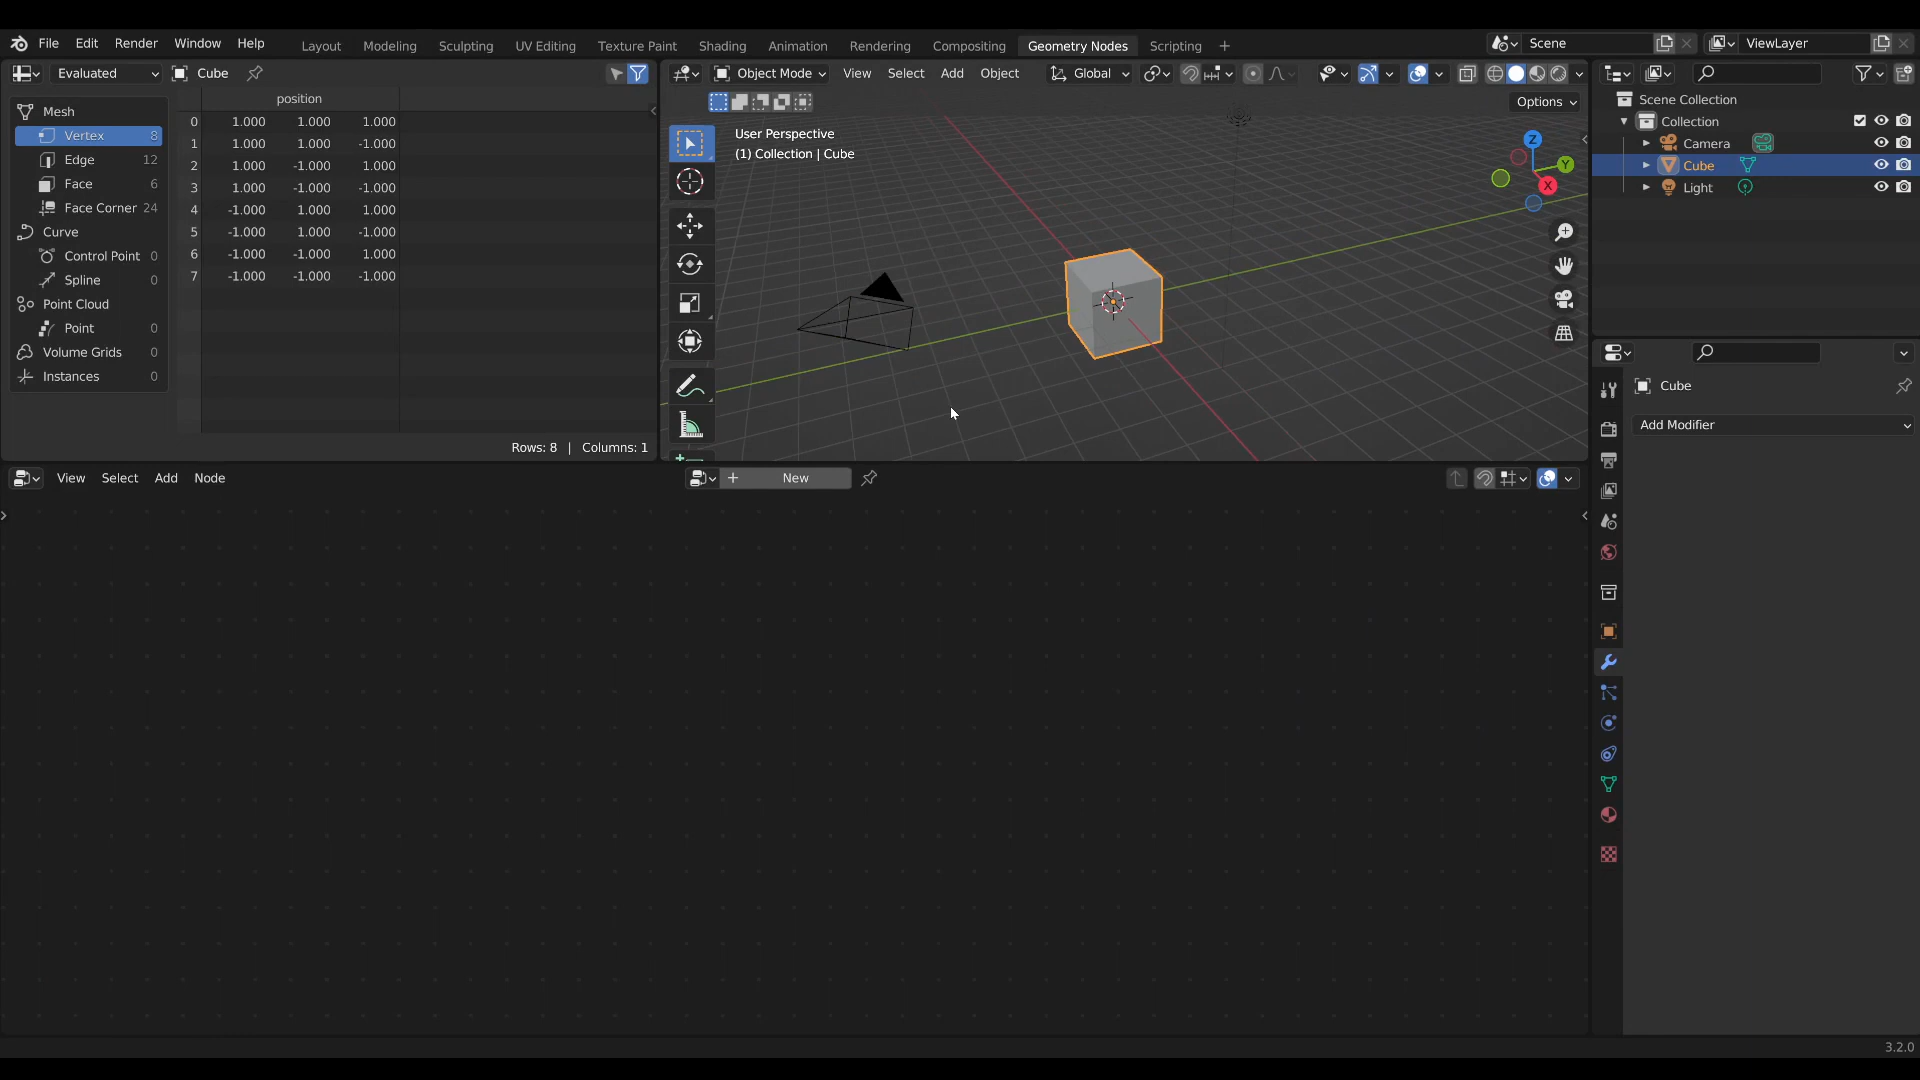 File Edit Render Window Help Layout Modeling Sculpting UV Editing Texture Paint Shading Animation Rendering Compositing Geometry Nodes Scripting + Scene ViewLayer
Evaluated Cube
Object Mode View Select Add Object Global
Options
position
Mesh
Vertex 8
Edge 12
Face 6
Face Corner 24
Curve
Control Point 0
Spline 0
Point Cloud
Point 0
Volume Grids 0
Instances 0
0 1.000 1.000 1.000
1 1.000 1.000 -1.000
2 1.000 -1.000 1.000
3 1.000 -1.000 -1.000
4 -1.000 1.000 1.000
5 -1.000 1.000 -1.000
6 -1.000 -1.000 1.000
7 -1.000 -1.000 -1.000
Rows: 8 | Columns: 1
User Perspective
(1) Collection | Cube
Z
Y
X
Scene Collection
Collection
Camera
Cube
Light
Cube
Add Modifier
View Select Add Node
+ New
3.2.0